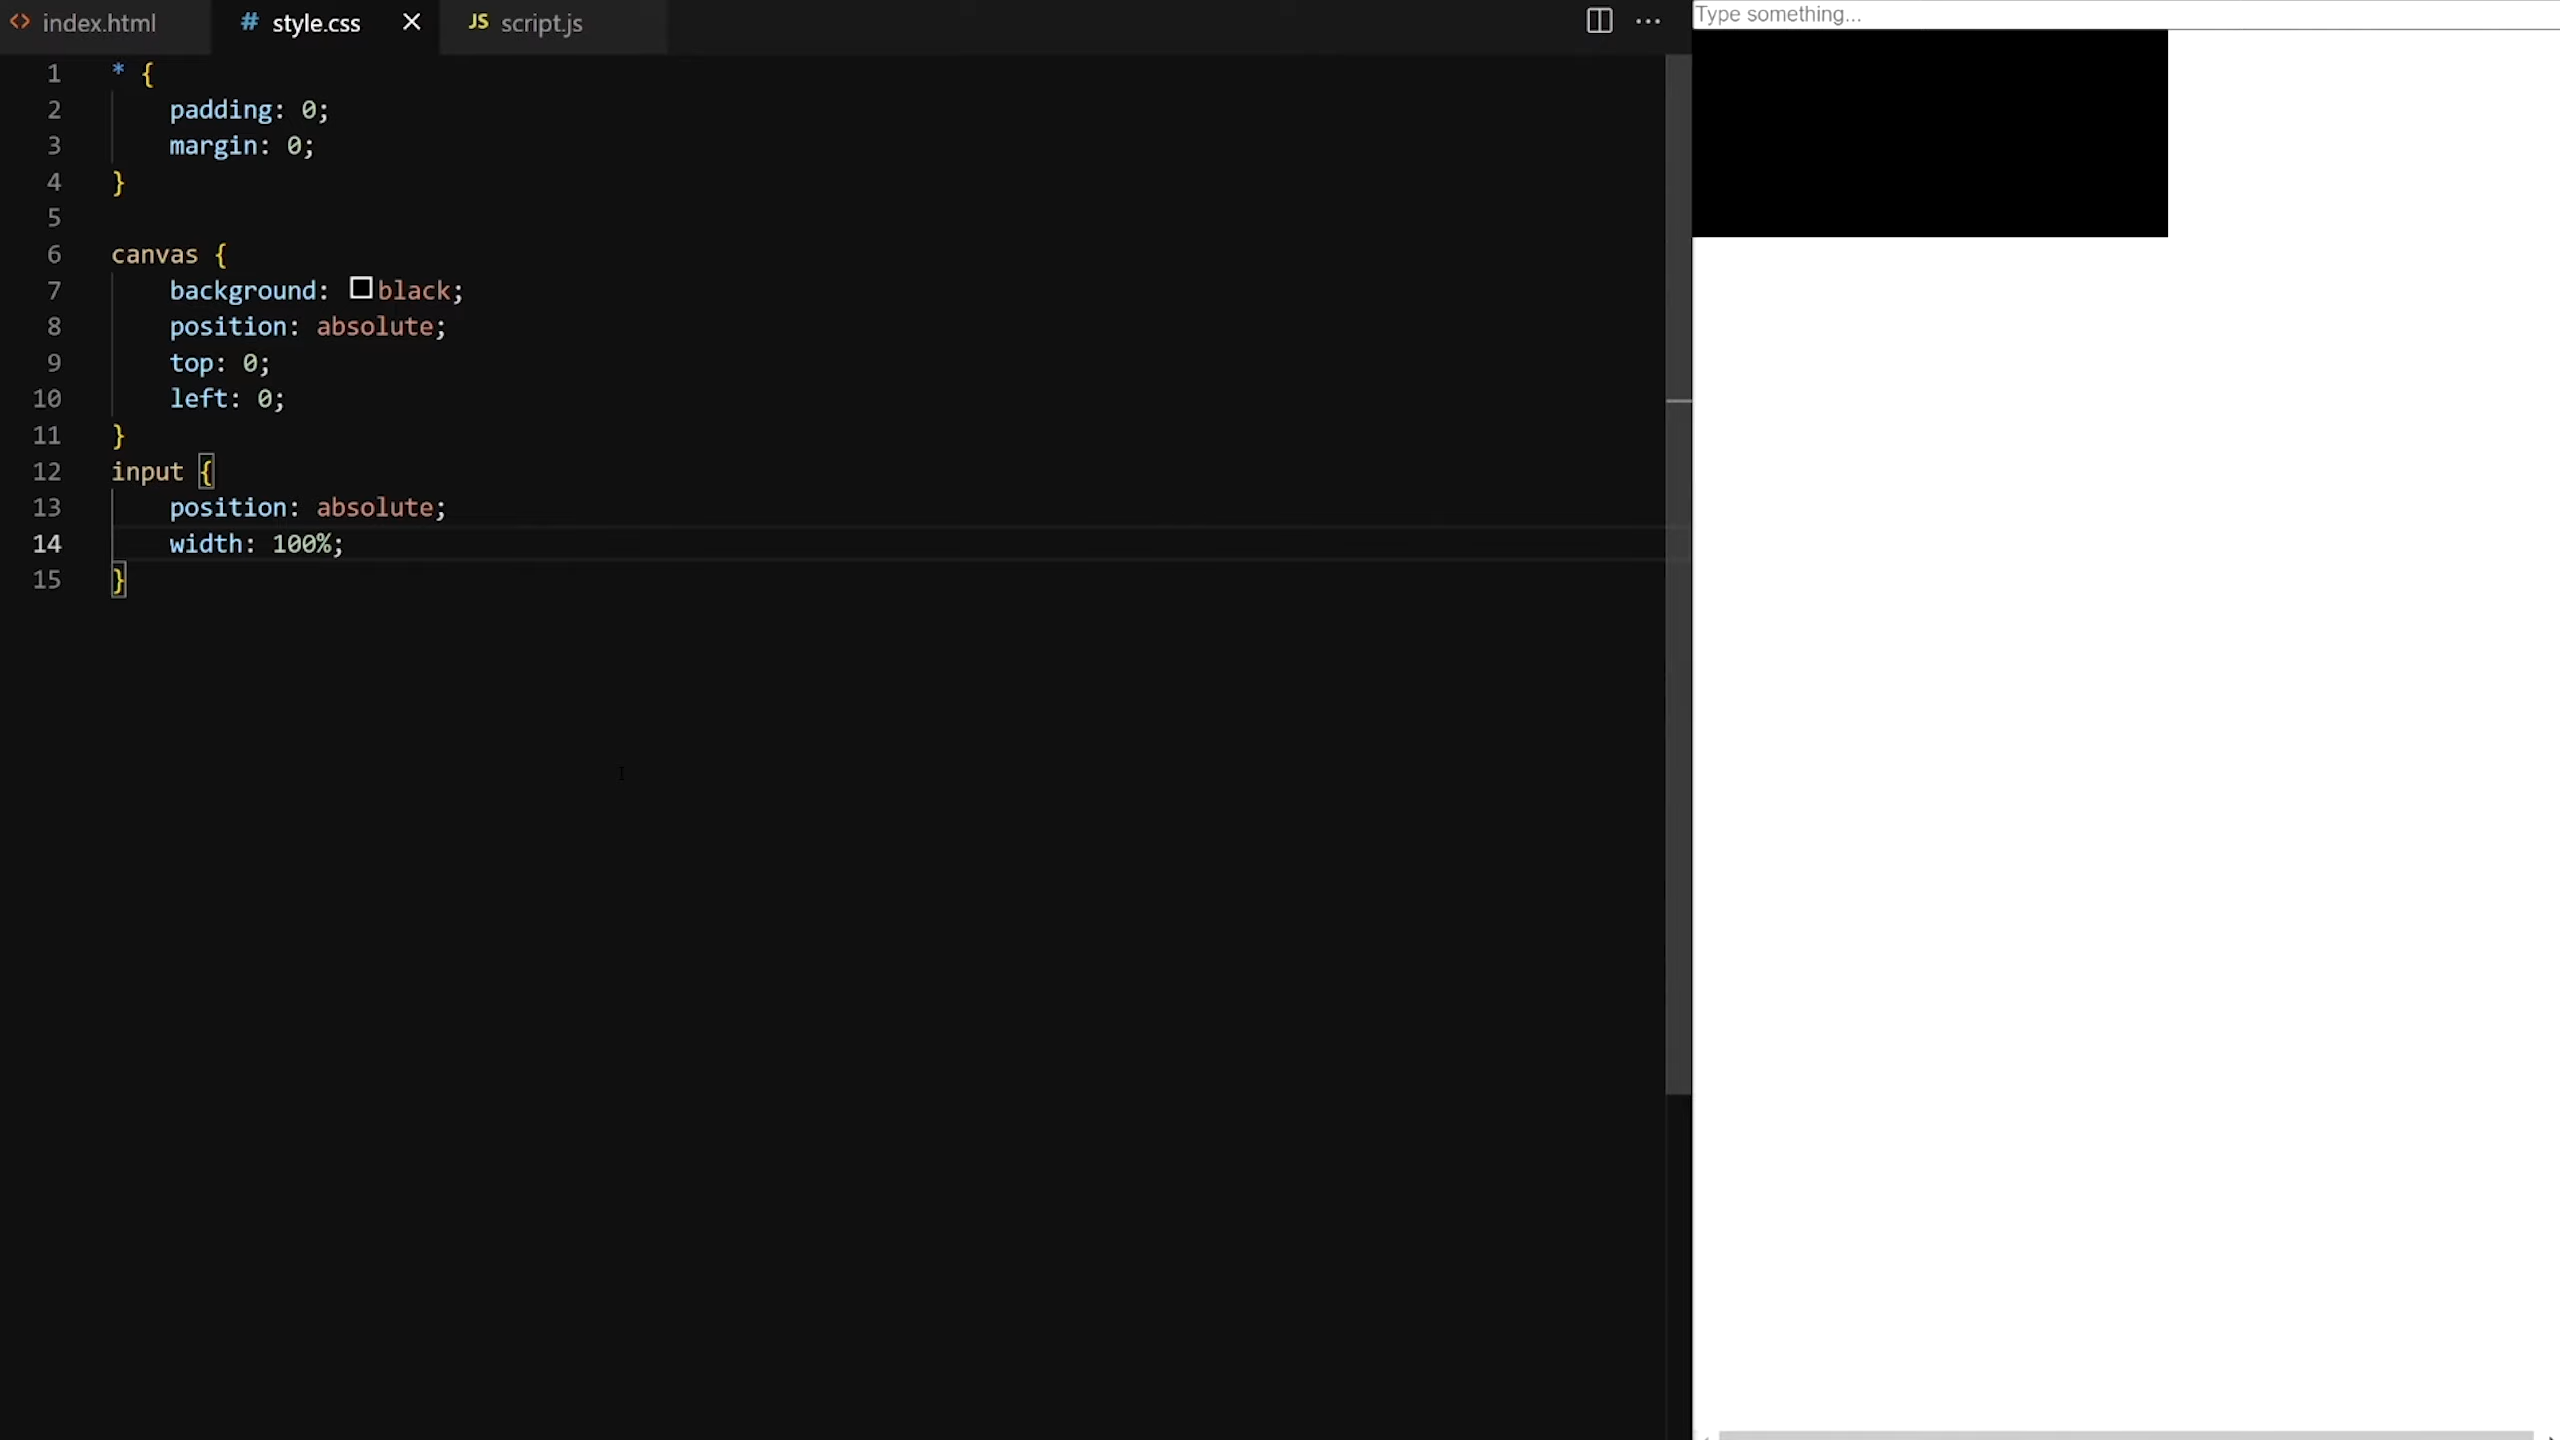 index.html
# style.css
JS script.js
1 * {
2 padding: 0;
3 margin: 0;
4 }
5
6 canvas {
7 background: black;
8 position: absolute;
9 top: 0;
10 left: 0;
11 }
12 input {
13 position: absolute;
14 width: 100%;
15 }
Type something...